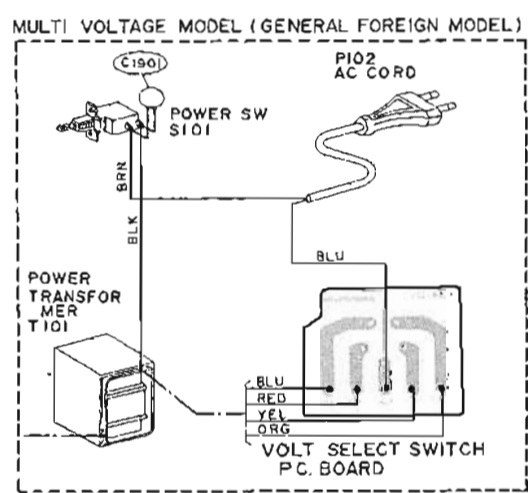 MULTI VOLTAGE MODEL (GENERAL FOREIGN MODEL)
C1901
P102
AC CORD
POWER SW
S101
BRN
BLK
BLU
POWER
TRANSFOR
MER
T101
BLU
RED
YEL
ORG
VOLT SELECT SWITCH
P.C. BOARD